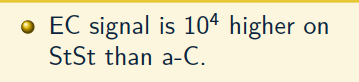 EC signal is 10⁴ higher on
StSt than a-C.